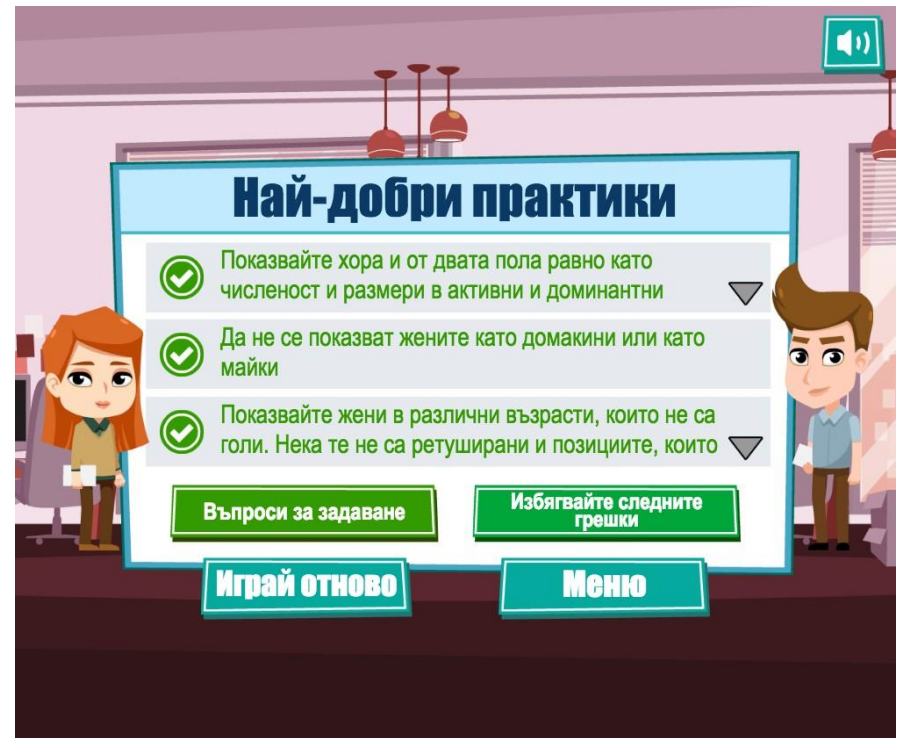 Най-добри практики
Показвайте хора и от двата пола равно като
численост и размери в активни и доминантни
Да не се показват жените като домакини или като
майки
Показвайте жени в различни възрасти, които не са
голи. Нека те не са ретуширани и позициите, които
Въпроси за задаване
Избягвайте следните
грешки
Играй отново
Меню